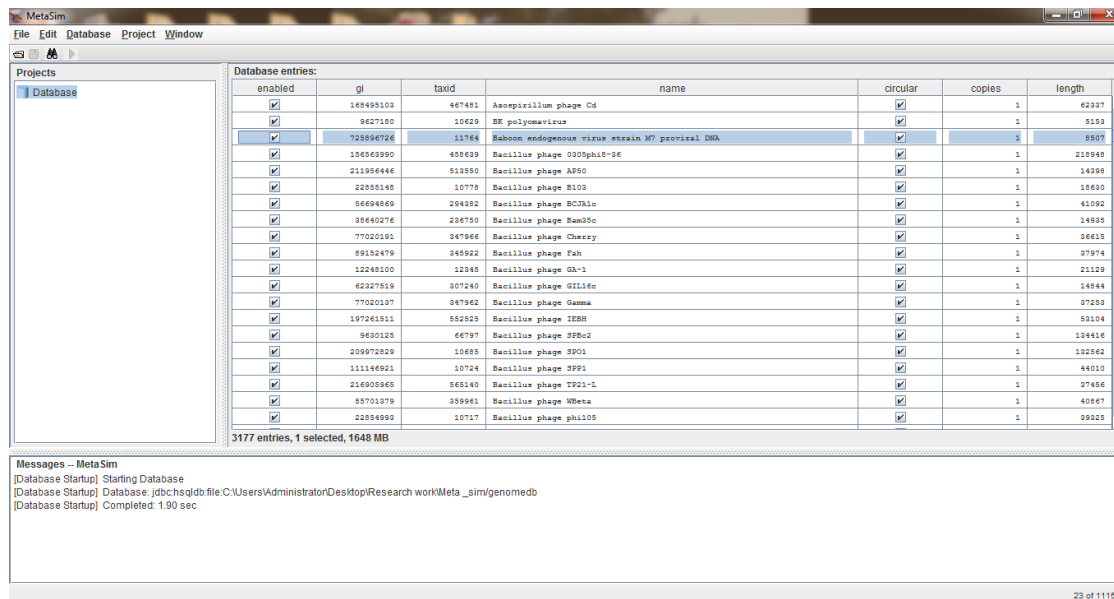 MetaSim
File Edit Database Project Window
Projects
Database
Database entries:
enabled gi taxid name circular copies length
168495103 467481 Azospirillum phage Cd 1 62337
9627180 10629 BK polyomavirus 1 5153
725896726 11764 Baboon endogenous virus strain M7 proviral DNA 1 8507
156563990 458639 Bacillus phage 0305phi8-36 1 218948
211956446 513550 Bacillus phage AP50 1 14398
22855148 10778 Bacillus phage B103 1 18630
56694869 294382 Bacillus phage BCJA1c 1 41092
38640276 236750 Bacillus phage Bam35c 1 14935
77020191 347966 Bacillus phage Cherry 1 36615
89152479 345922 Bacillus phage Fah 1 37974
12248100 12345 Bacillus phage GA-1 1 21129
62327519 307240 Bacillus phage GIL16c 1 14844
77020137 347962 Bacillus phage Gamma 1 37253
197261511 552525 Bacillus phage IEBH 1 53104
9630125 66797 Bacillus phage SPBc2 1 134416
209972829 10685 Bacillus phage SPO1 1 132562
111146921 10724 Bacillus phage SPP1 1 44010
216905965 565140 Bacillus phage TP21-L 1 37456
85701379 359961 Bacillus phage WBeta 1 40867
22854993 10717 Bacillus phage phi105 1 39325
3177 entries, 1 selected, 1648 MB
Messages -- MetaSim
[Database Startup] Starting Database
[Database Startup] Database: jdbc:hsqldb:file:C:\Users\Administrator\Desktop\Research work\Meta _sim/genomedb
[Database Startup] Completed: 1.90 sec
23 of 1115